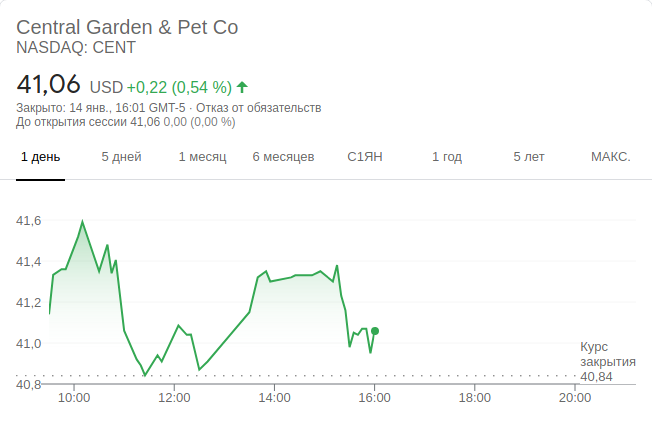 Central Garden & Pet Co
NASDAQ: CENT
41,06 USD +0,22 (0,54 %)
Закрыто: 14 янв., 16:01 GMT-5 · Отказ от обязательств
До открытия сессии 41,06 0,00 (0,00 %)
1 день 5 дней 1 месяц 6 месяцев С1ЯН 1 год 5 лет МАКС.
41,6
41,4
41,2
41,0
40,8
Курс
закрытия
40,84
10:00 12:00 14:00 16:00 18:00 20:00